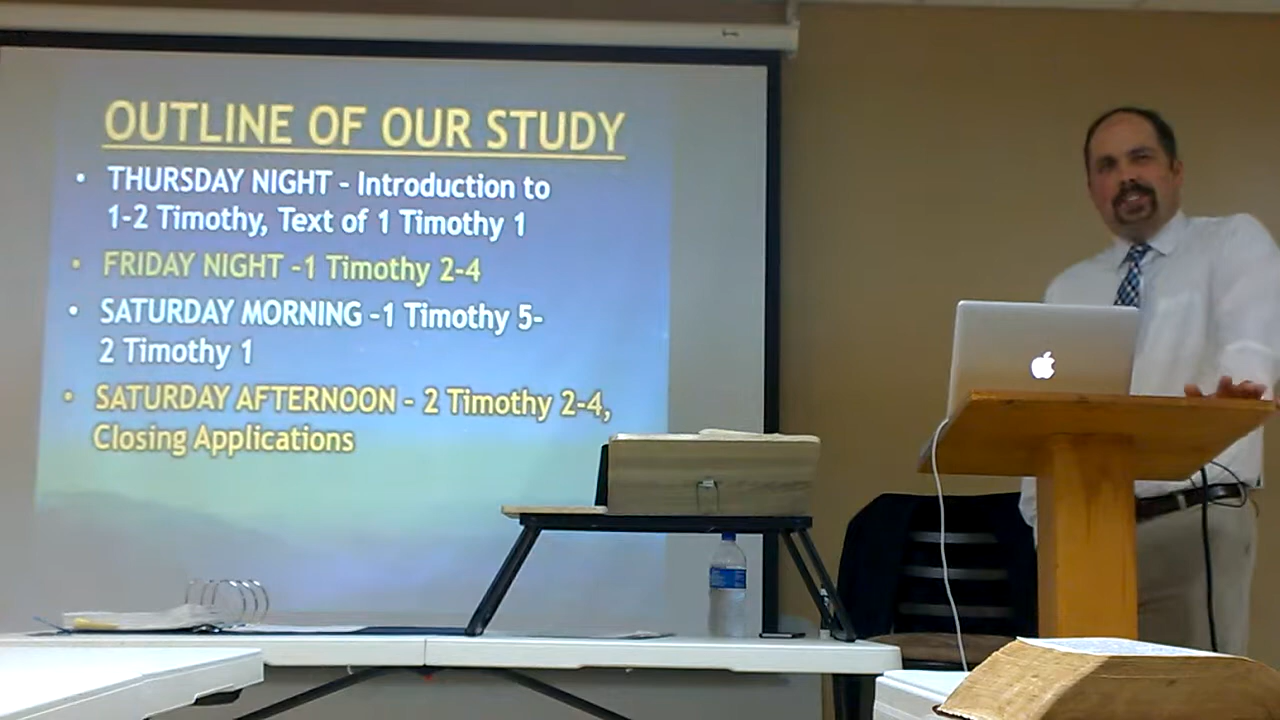 OUTLINE OF OUR STUDY
• THURSDAY NIGHT - Introduction to
1-2 Timothy, Text of 1 Timothy 1
• FRIDAY NIGHT -1 Timothy 2-4
• SATURDAY MORNING -1 Timothy 5-
2 Timothy 1
• SATURDAY AFTERNOON - 2 Timothy 2-4,
Closing Applications